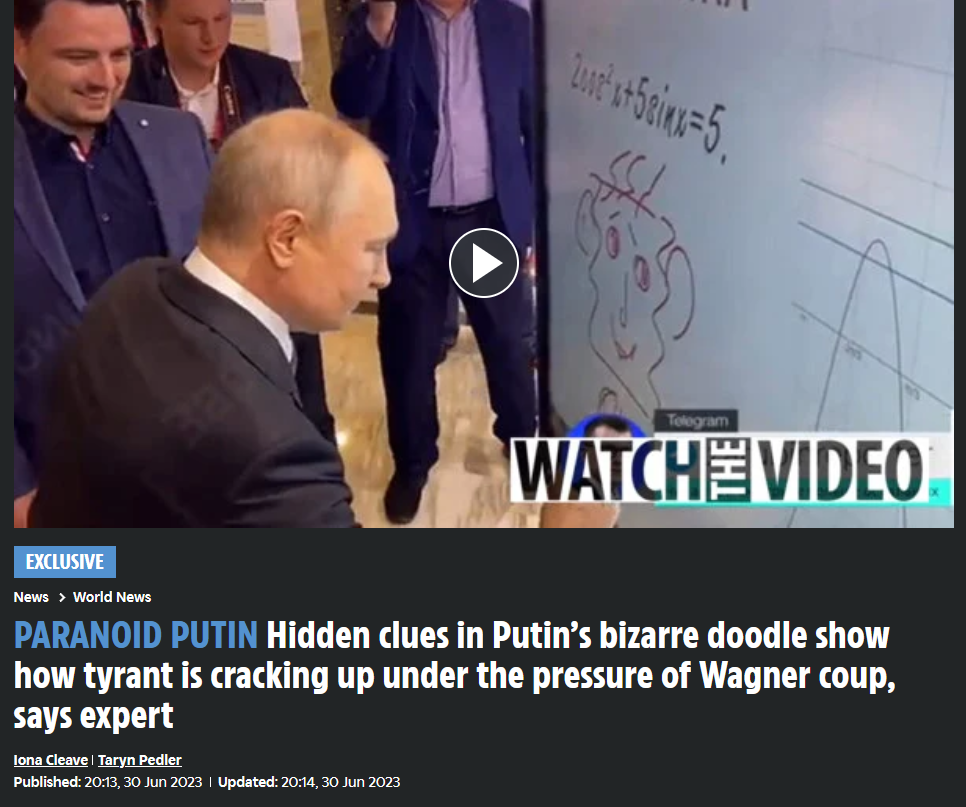 2cos²x+5sinx=5.
Telegram
WATCH THE VIDEO
EXCLUSIVE
News > World News
PARANOID PUTIN Hidden clues in Putin’s bizarre doodle show
how tyrant is cracking up under the pressure of Wagner coup,
says expert
Iona Cleave | Taryn Pedler
Published: 20:13, 30 Jun 2023 | Updated: 20:14, 30 Jun 2023